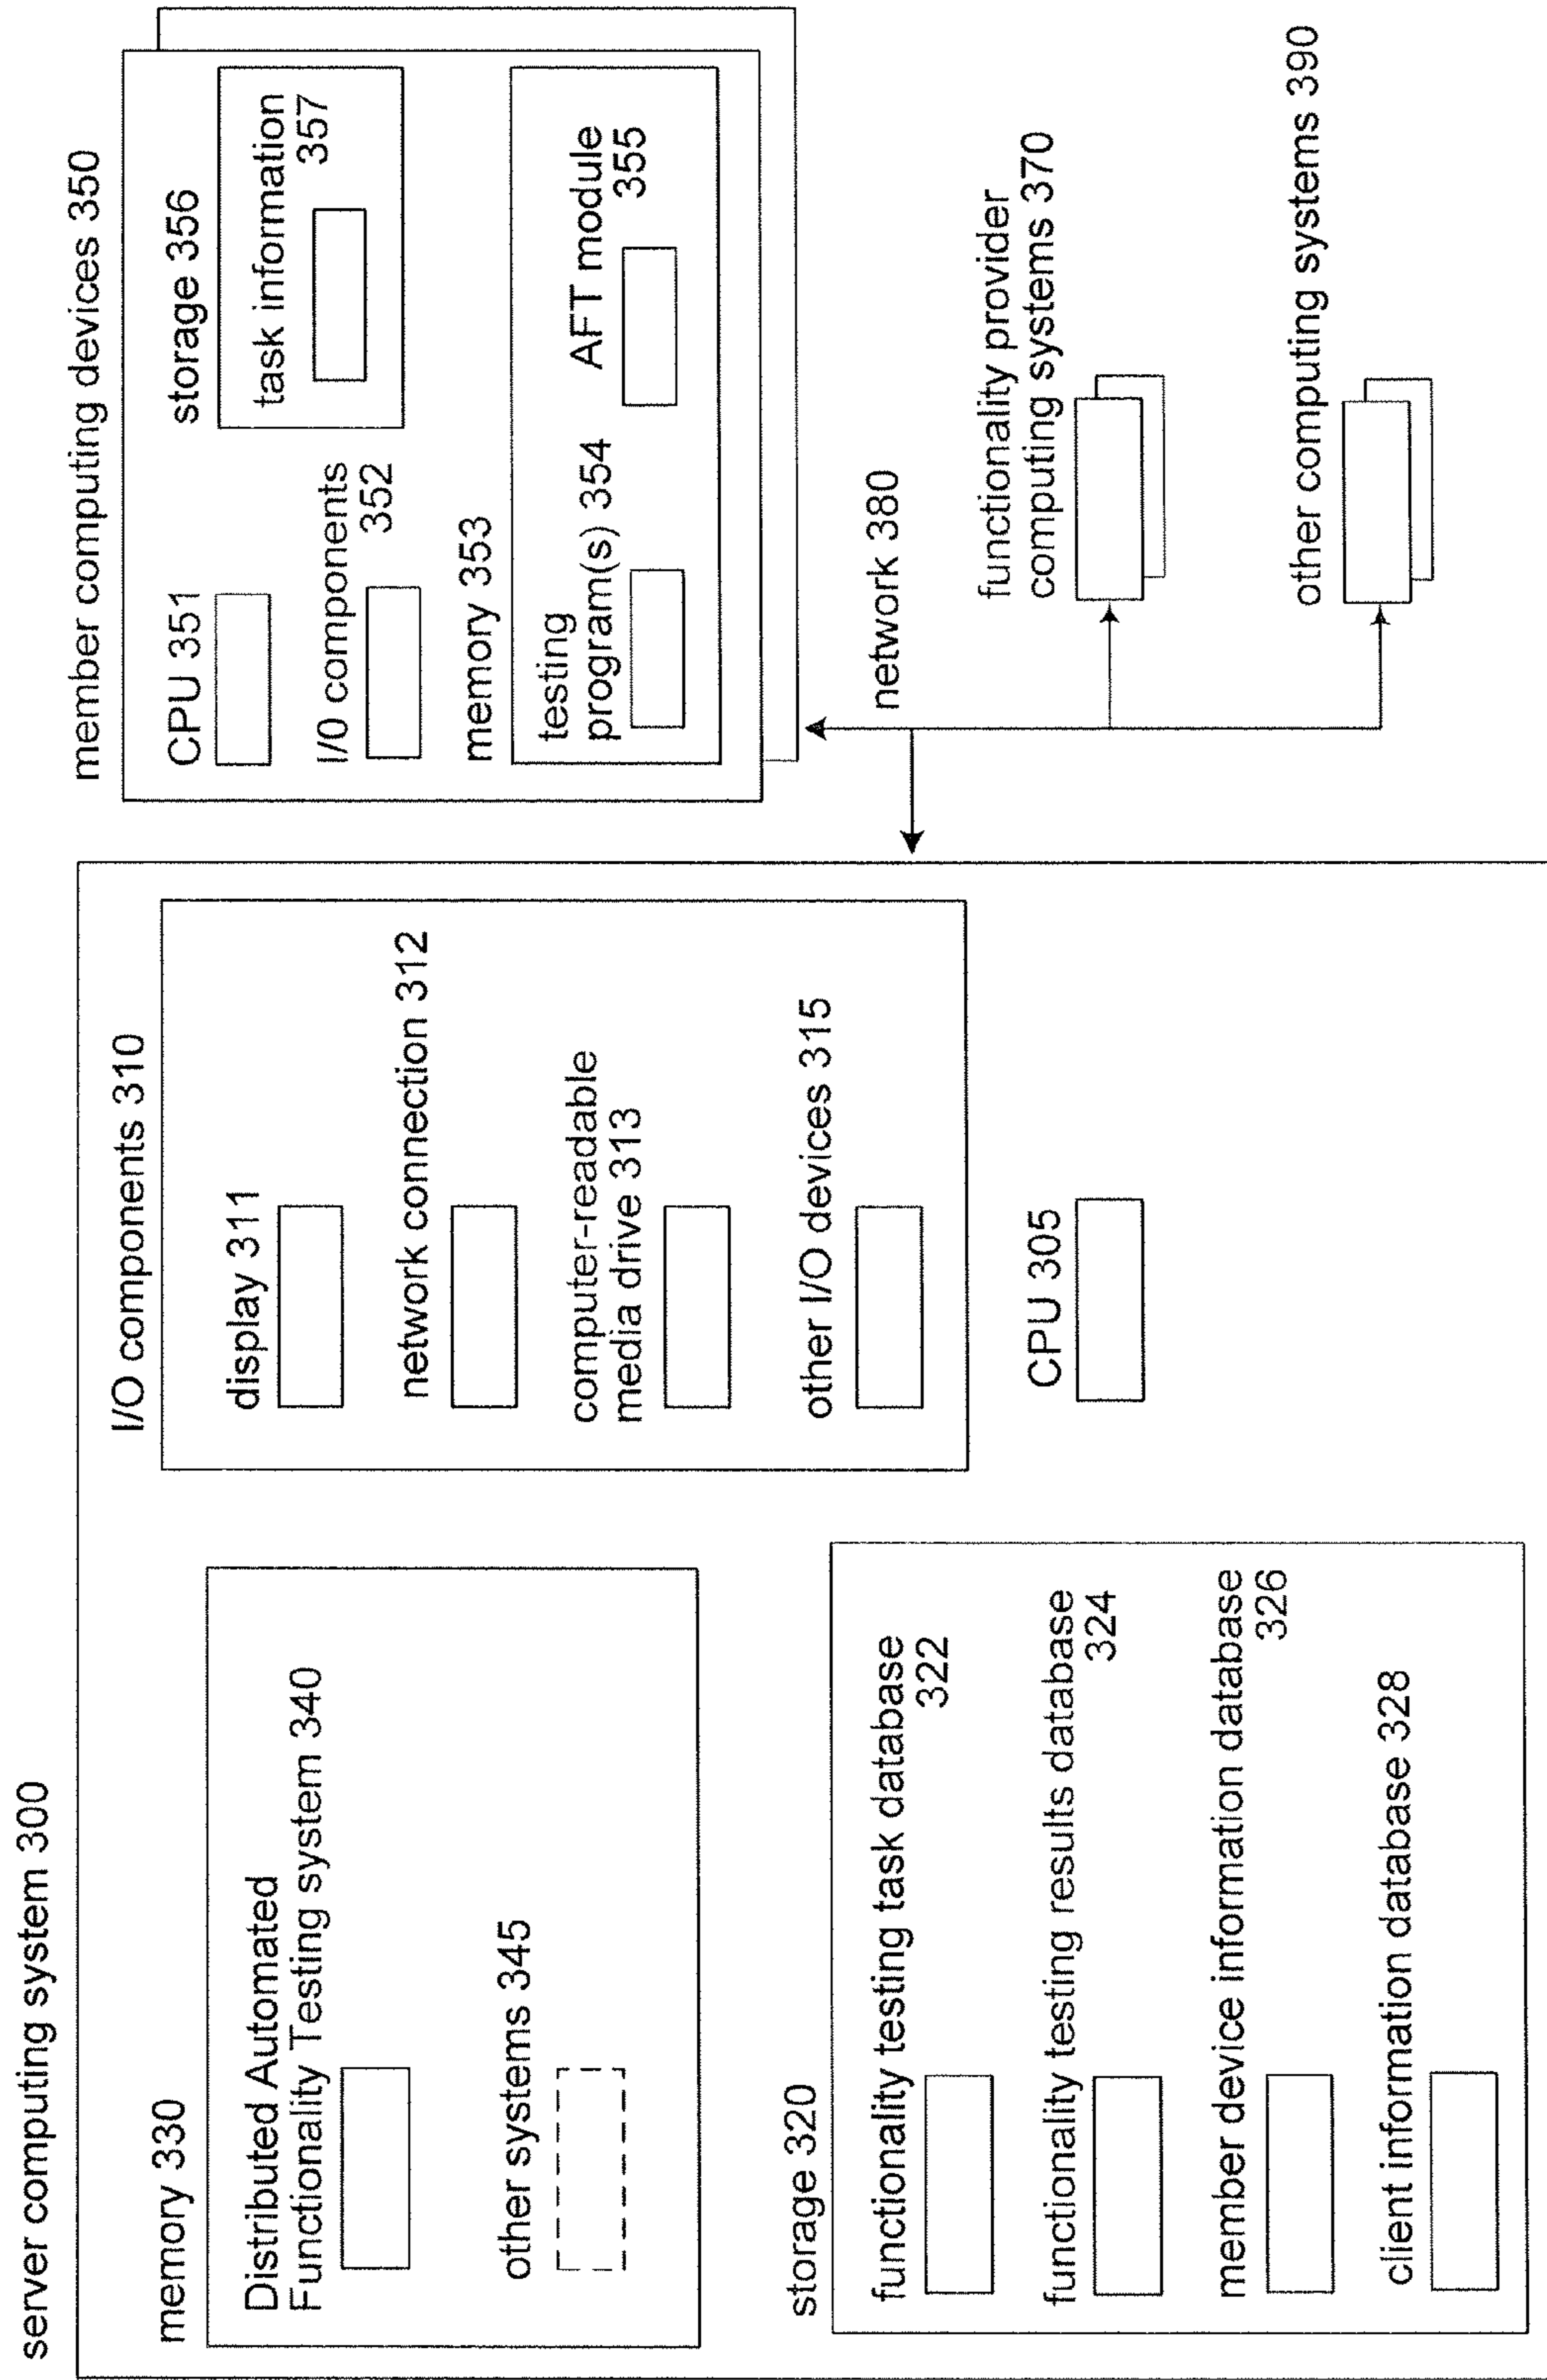 server computing system 300
memory 330
Distributed Automated
Functionality Testing system 340
other systems 345
storage 320
functionality testing task database
322
functionality testing results database
324
member device information database
326
client information database 328
I/O components 310
display 311
network connection 312
computer-readable
media drive 313
other I/O devices 315
CPU 305
member computing devices 350
CPU 351
I/0 components
352
storage 356
task information
357
memory 353
testing
program(s) 354
AFT module
355
network 380
functionality provider
computing systems 370
other computing systems 390